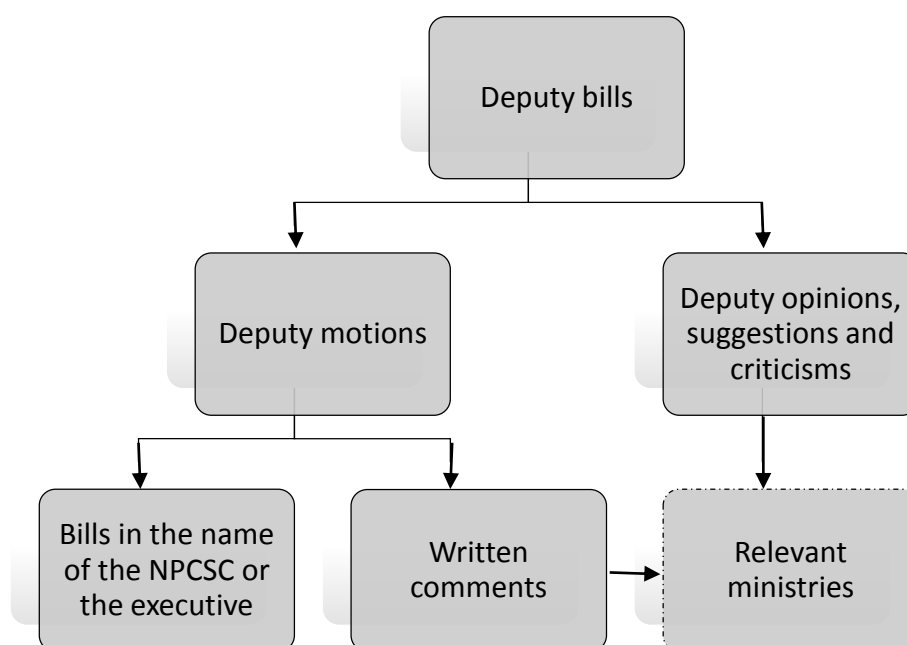 Deputy bills
Deputy motions
Deputy opinions,
suggestions and
criticisms
Bills in the name
of the NPCSC or
the executive
Written
comments
Relevant
ministries